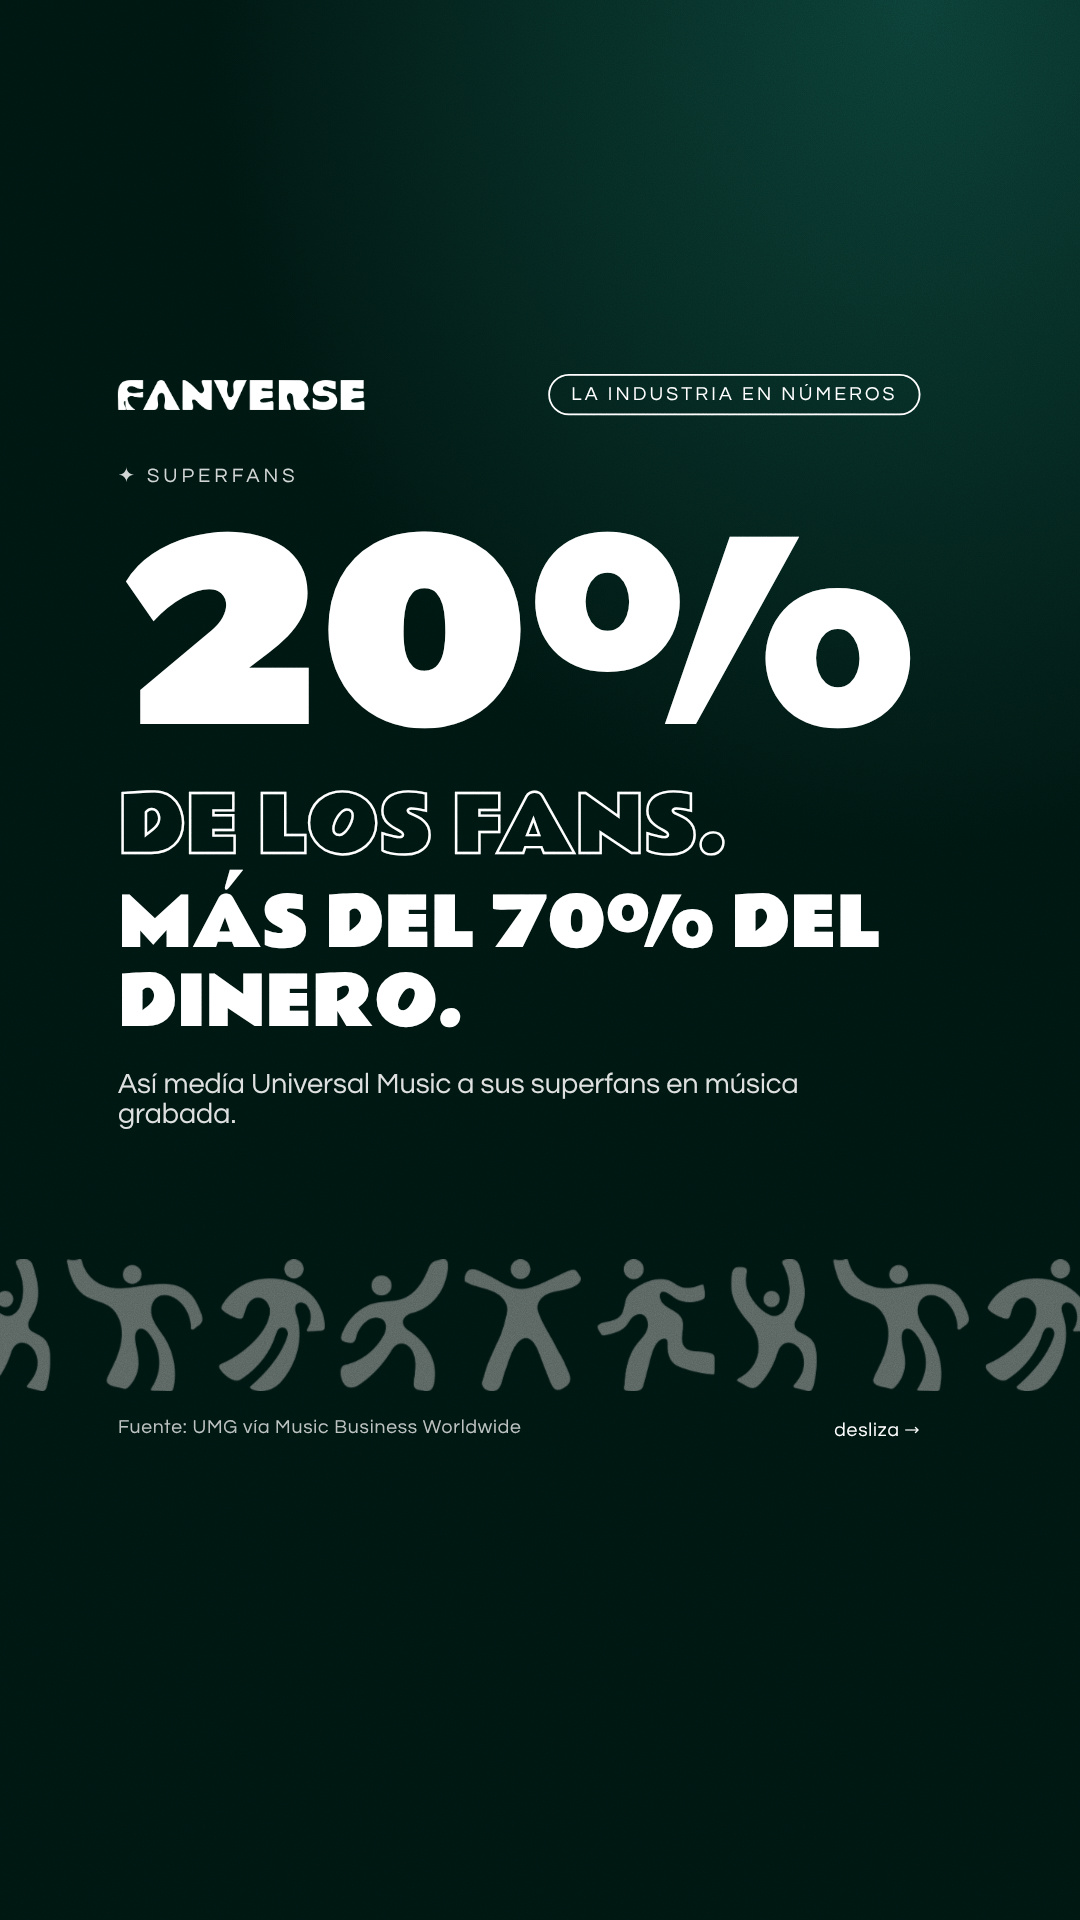 FANVERSE
LA INDUSTRIA EN NÚMEROS
✦ SUPERFANS
20%
DE LOS FANS.
MÁS DEL 70% DEL
DINERO.
Así medía Universal Music a sus superfans en música
grabada.
Fuente: UMG vía Music Business Worldwide
desliza →